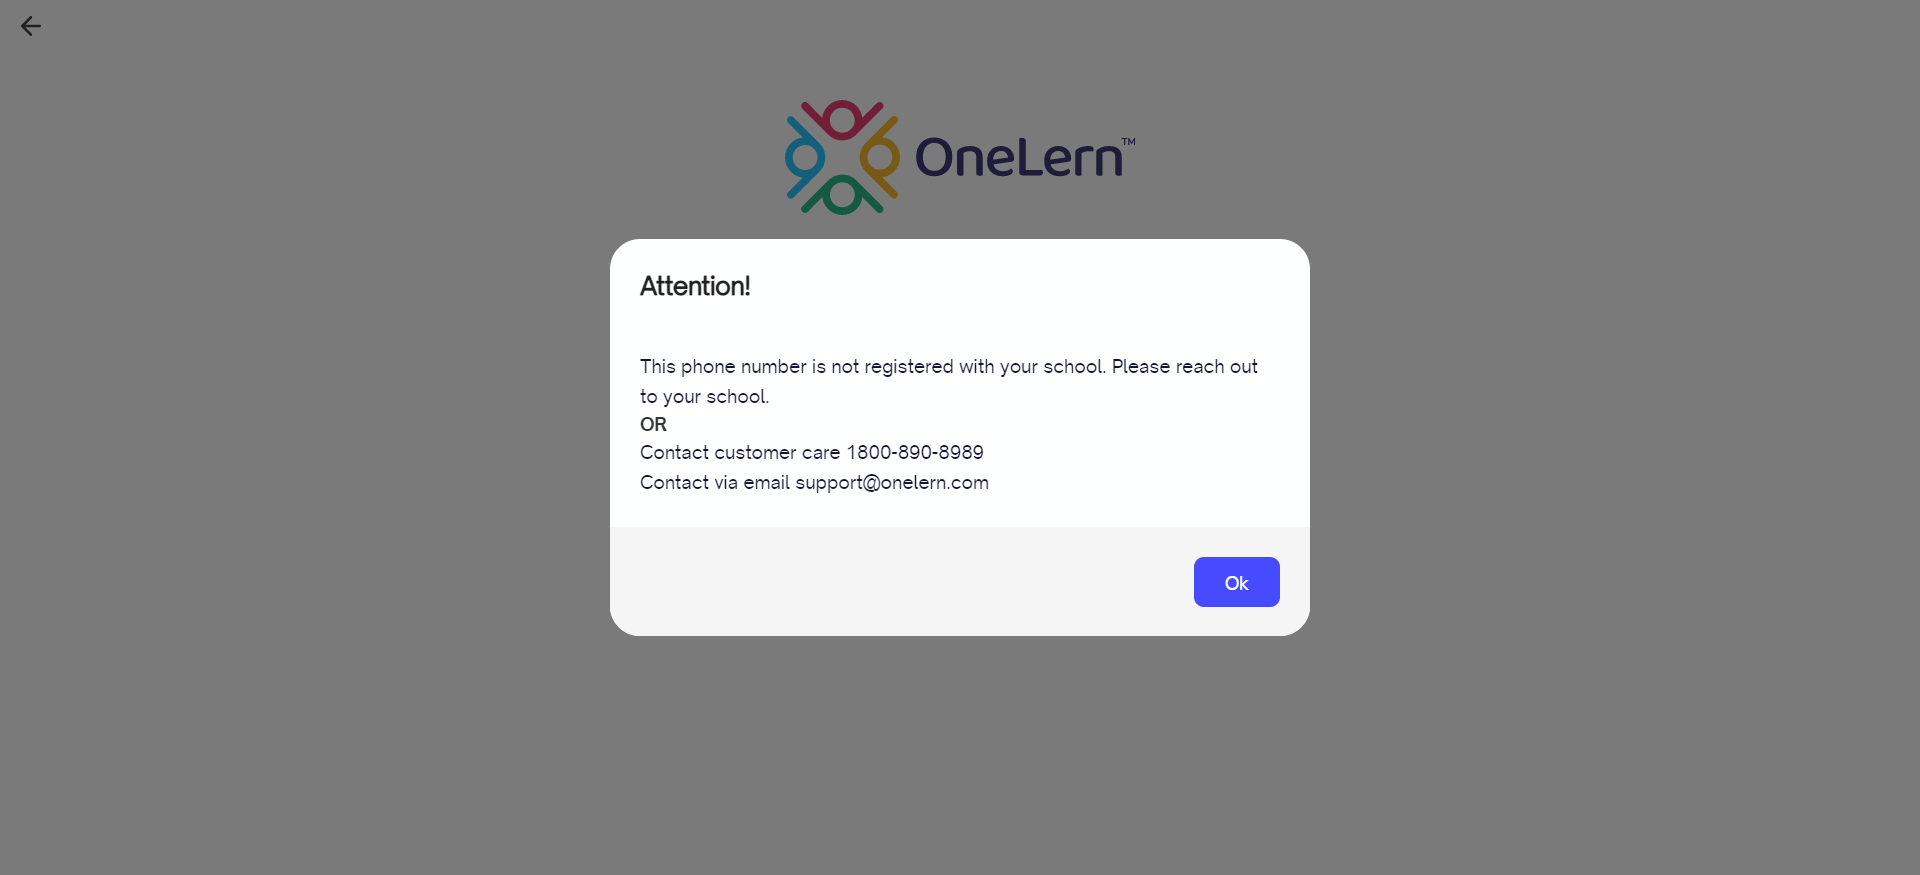 OneLern™
Attention!
This phone number is not registered with your school. Please reach out
to your school.
OR
Contact customer care 1800-890-8989
Contact via email support@onelern.com
Ok